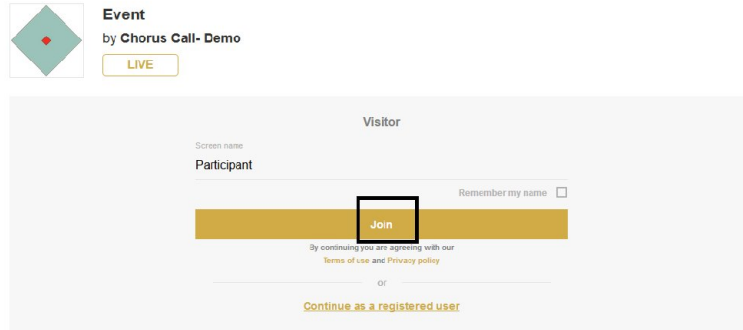 Event
by Chorus Call- Demo
LIVE
Visitor
Screen name
Participant
Remember my name
Join
By continuing you are agreeing with our
Terms of use and Privacy policy
or
Continue as a registered user